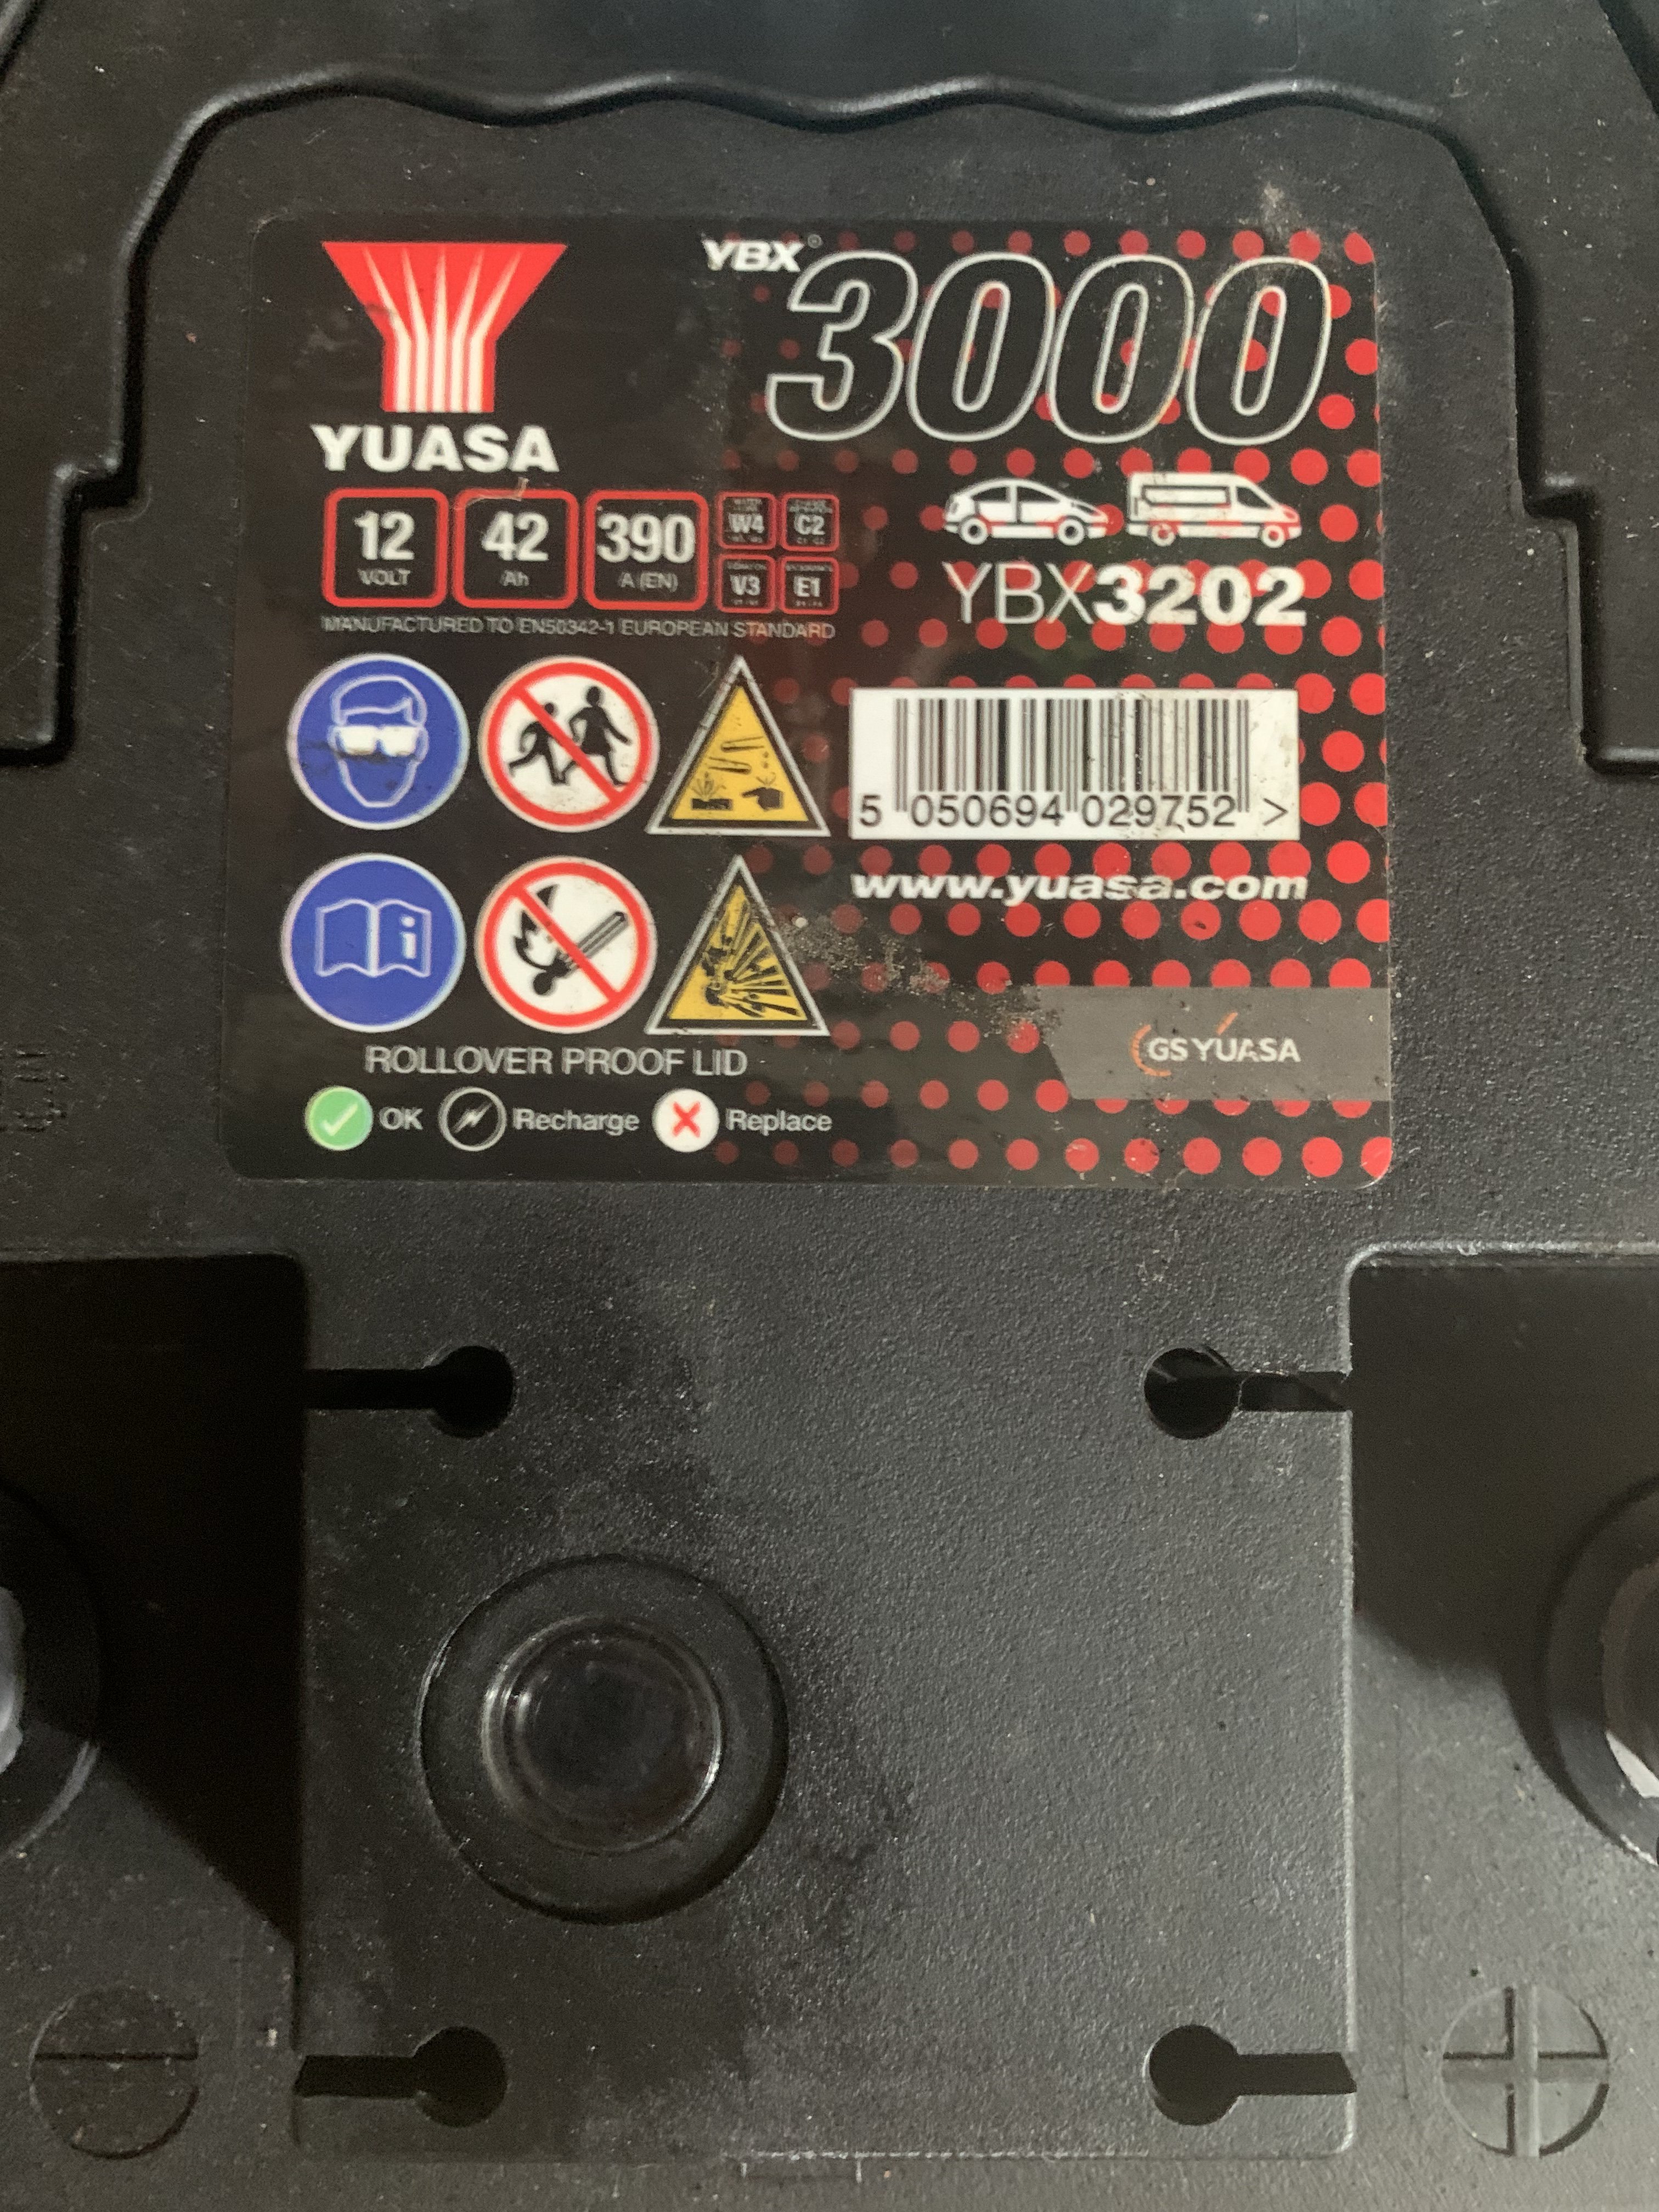 YBX®
3000
YUASA
12
VOLT
42
Ah
390
A (EN)
W4
C2
V3
E1
YBX3202
MANUFACTURED TO EN50342-1 EUROPEAN STANDARD
5 050694 029752 >
www.yuasa.com
i
GS YUASA
ROLLOVER PROOF LID
OK Recharge Replace